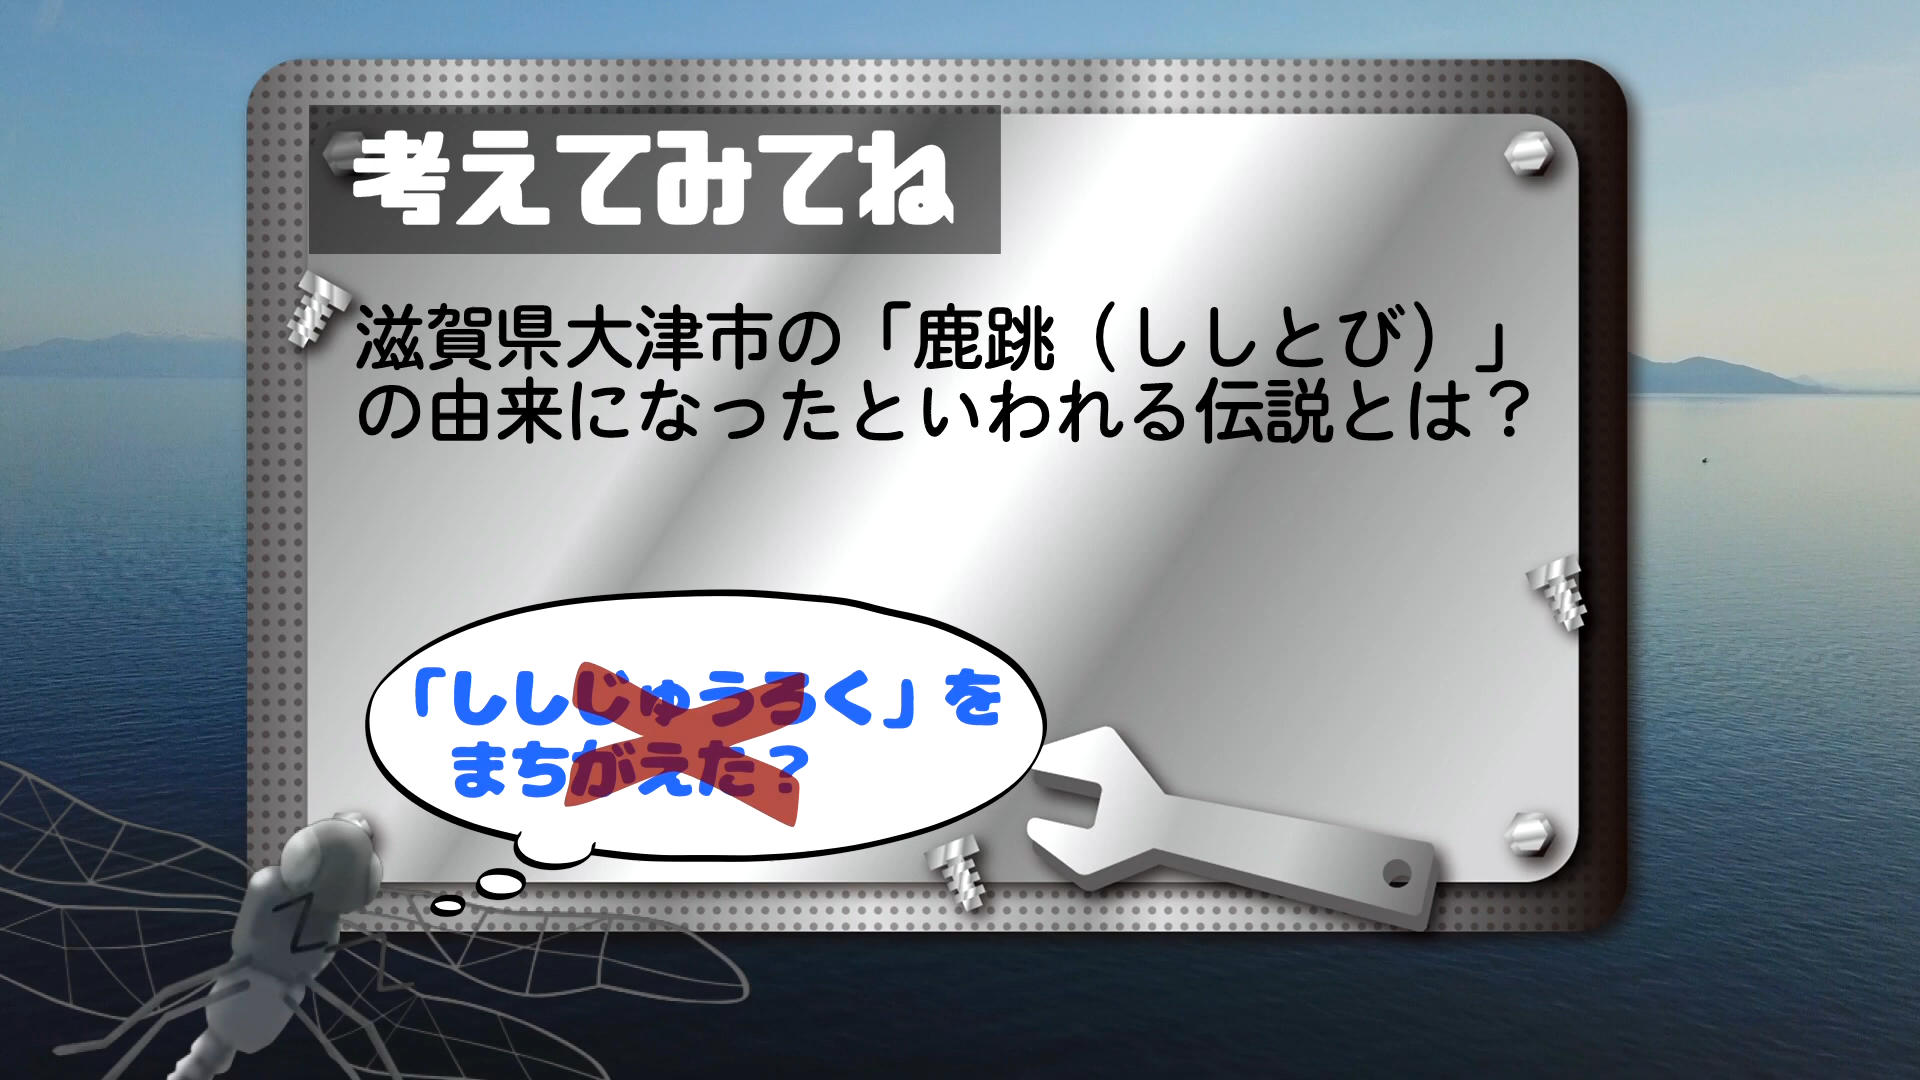 考えてみてね
滋賀県大津市の「鹿跳（ししとび）」
の由来になったといわれる伝説とは？
「ししじゅうろく」を
まちがえた？